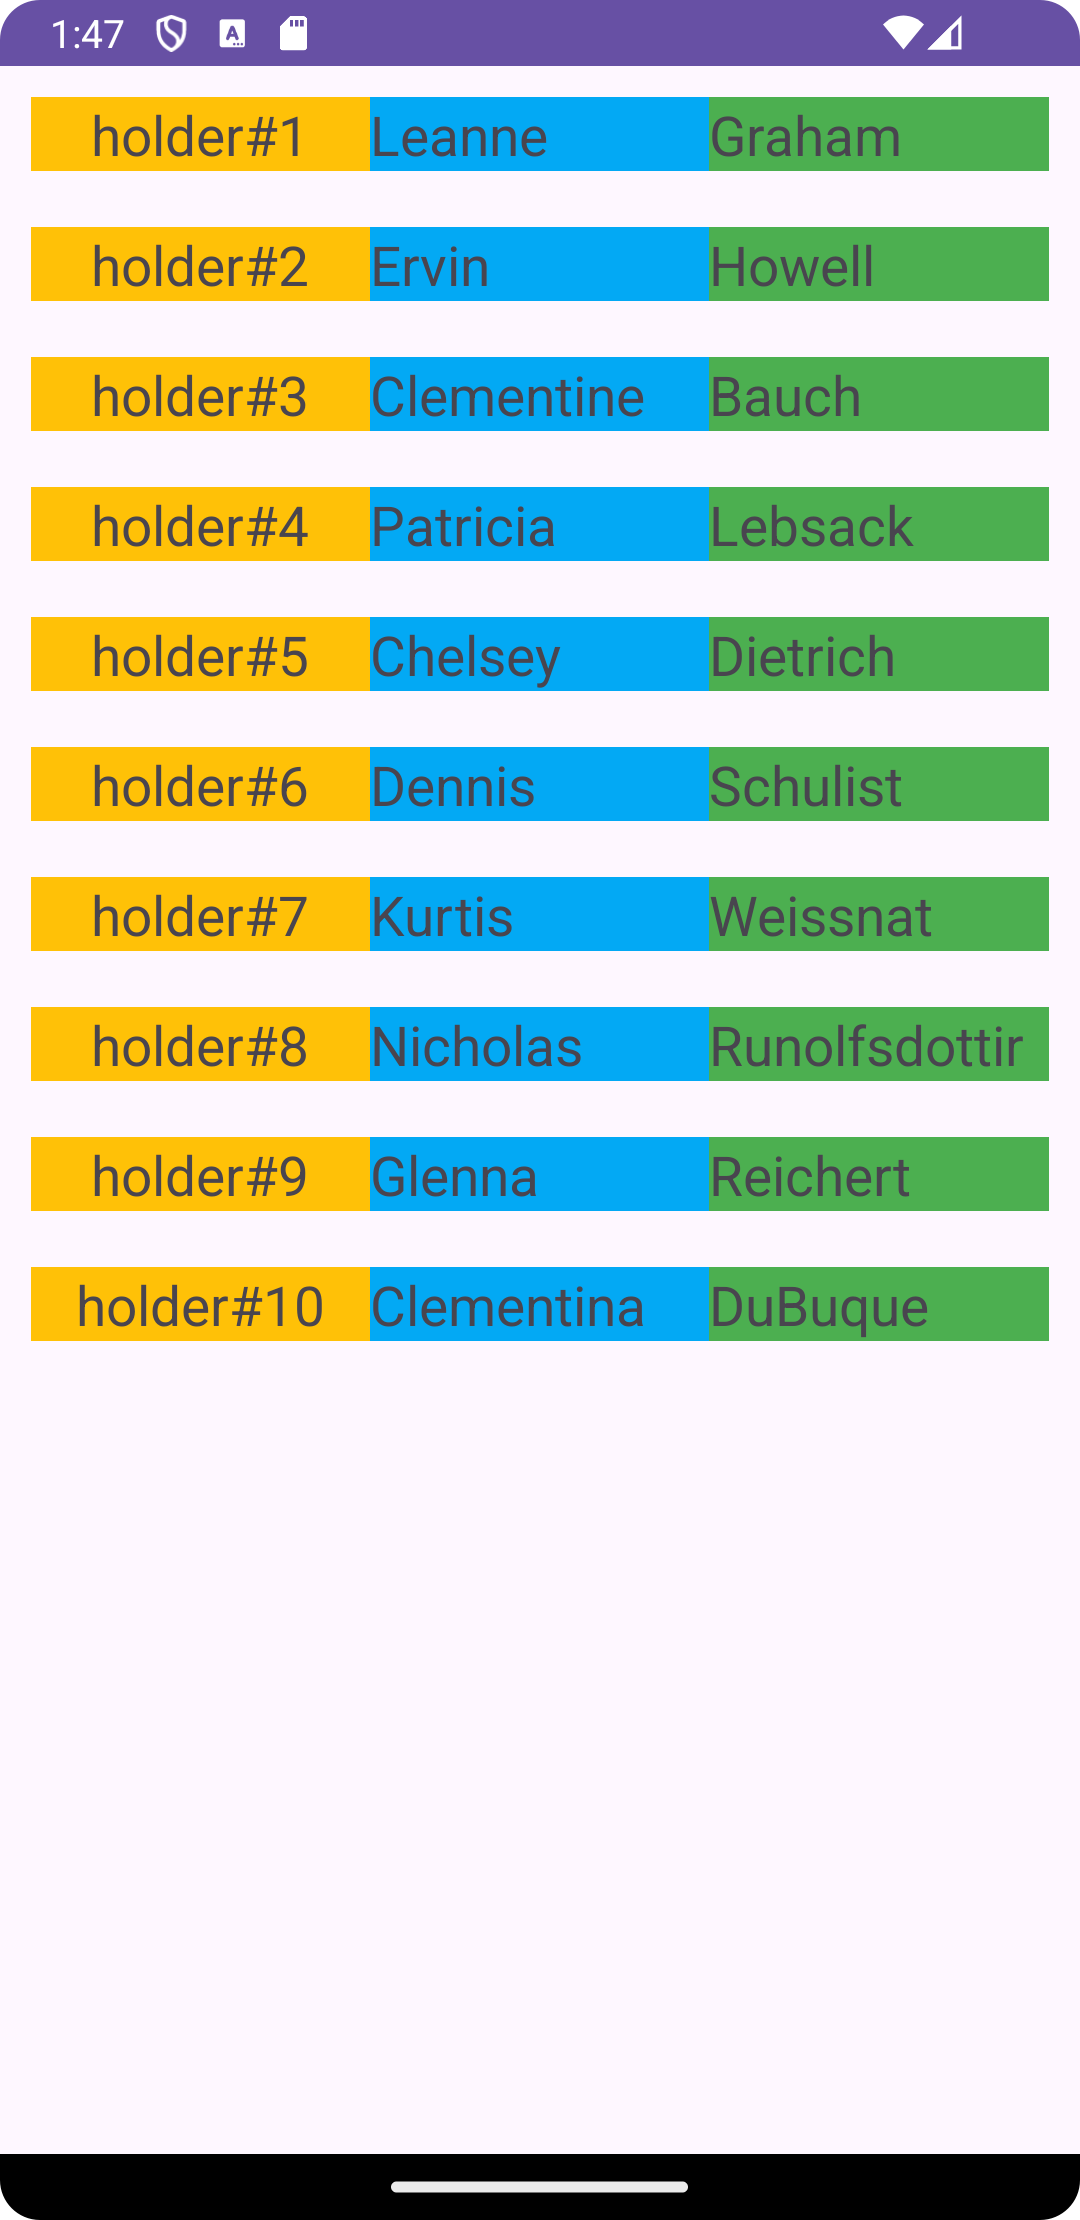 1:47
holder#1 Leanne Graham
holder#2 Ervin Howell
holder#3 Clementine Bauch
holder#4 Patricia Lebsack
holder#5 Chelsey Dietrich
holder#6 Dennis Schulist
holder#7 Kurtis Weissnat
holder#8 Nicholas Runolfsdottir
holder#9 Glenna Reichert
holder#10 Clementina DuBuque